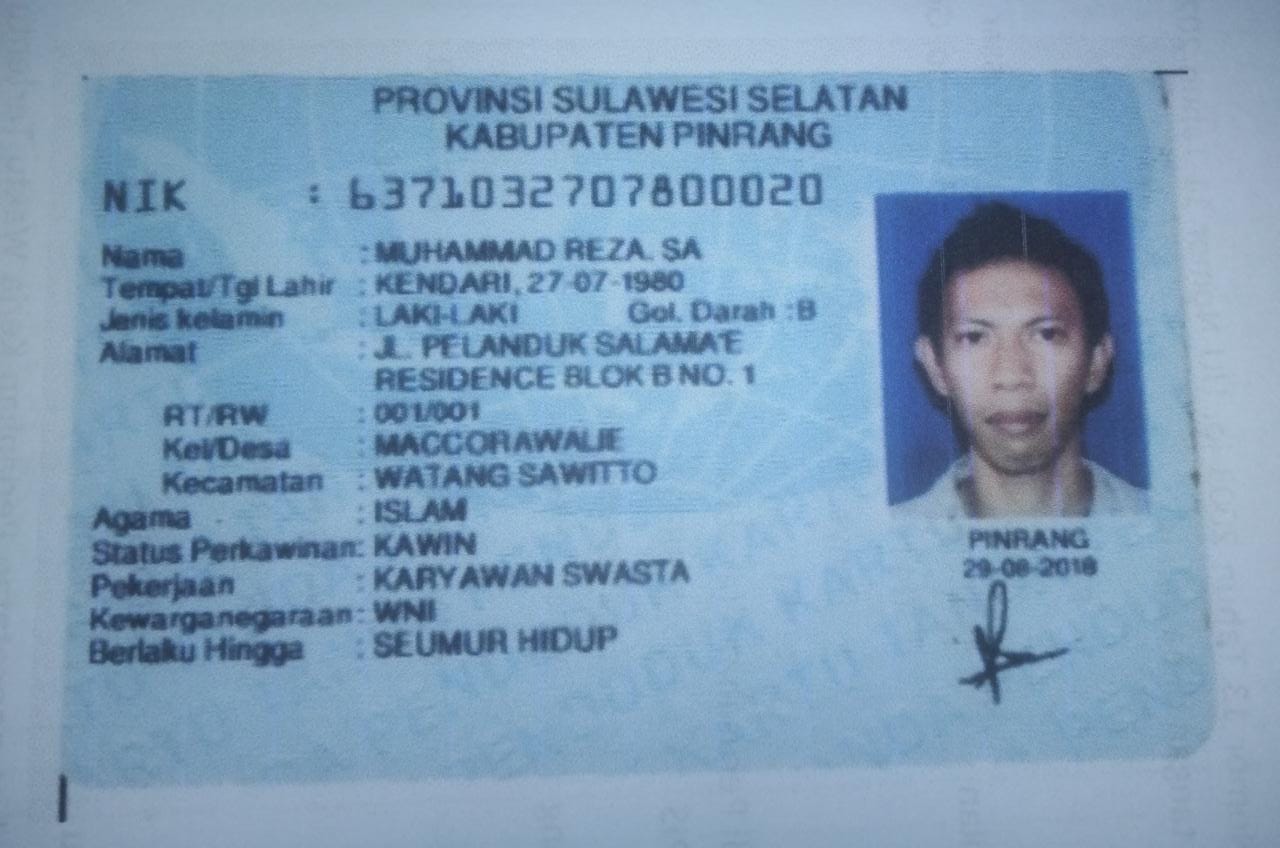 PROVINSI SULAWESI SELATAN
KABUPATEN PINRANG
NIK : 6371032707800020
Nama : MUHAMMAD REZA. SA
Tempat/Tgl Lahir : KENDARI, 27-07-1980
Jenis kelamin : LAKI-LAKI Gol. Darah : B
Alamat : JL. PELANDUK SALAMA'E
RESIDENCE BLOK B NO. 1
RT/RW : 001/001
Kel/Desa : MACCORAWALIE
Kecamatan : WATANG SAWITTO
Agama : ISLAM
Status Perkawinan: KAWIN
Pekerjaan : KARYAWAN SWASTA
Kewarganegaraan: WNI
Berlaku Hingga : SEUMUR HIDUP
PINRANG
29-08-2018